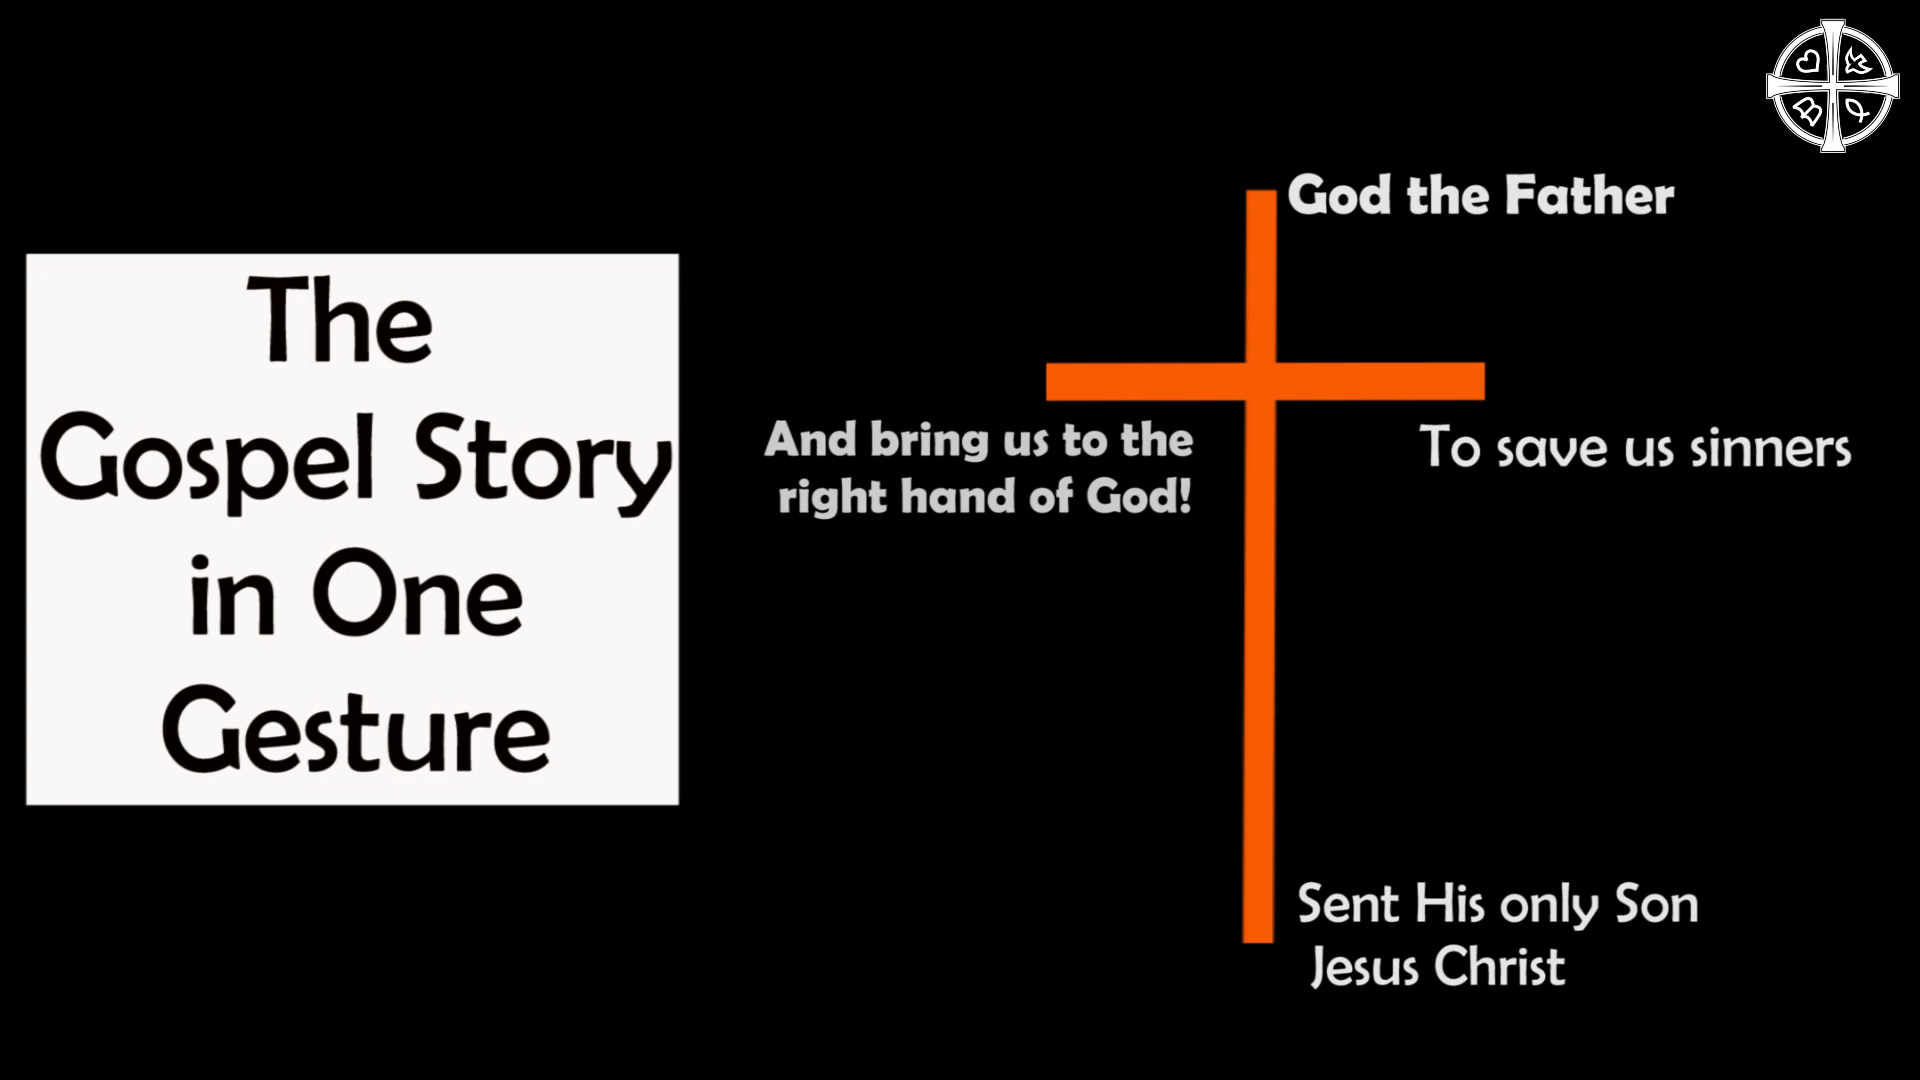 The
Gospel Story
in One
Gesture
God the Father
And bring us to the
right hand of God!
To save us sinners
Sent His only Son
Jesus Christ